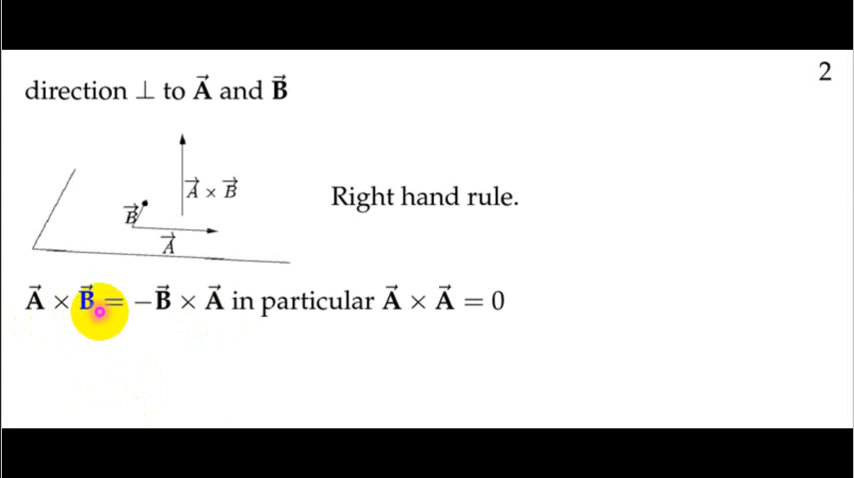 2
direction ⊥ to A⃗ and B⃗
A⃗ × B⃗
Right hand rule.
B⃗
A⃗
A⃗ × B⃗ = −B⃗ × A⃗ in particular A⃗ × A⃗ = 0